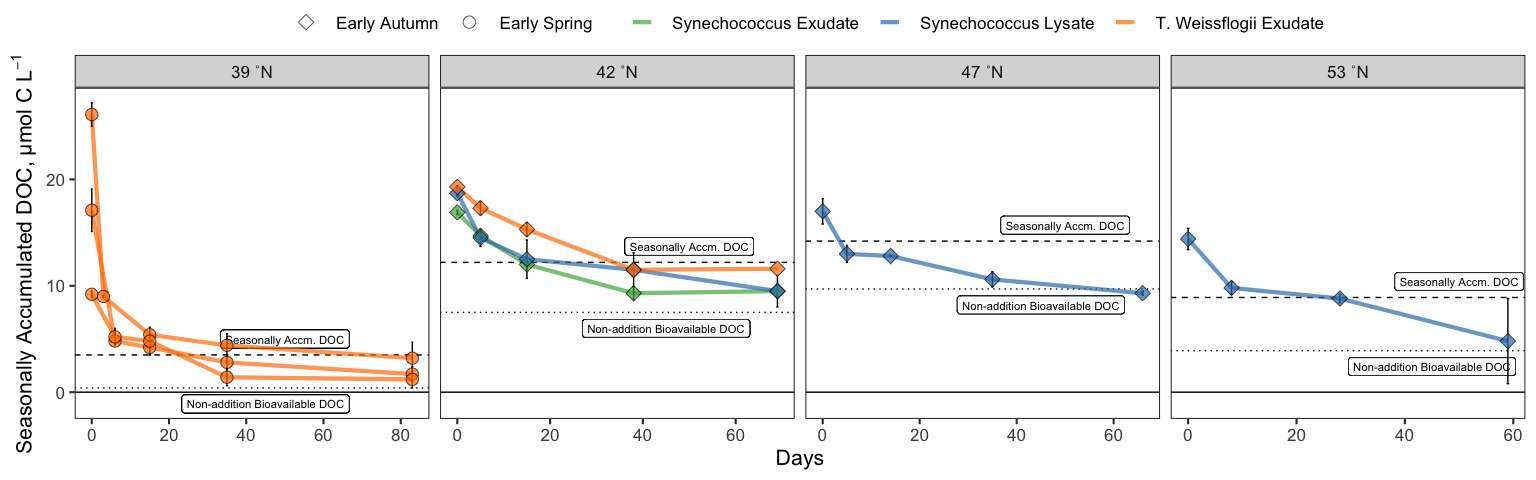 Early Autumn Early Spring Synechococcus Exudate Synechococcus Lysate T. Weissflogii Exudate
39 °N 42 °N 47 °N 53 °N
Seasonally Accumulated DOC, μmol C L⁻¹
20
10
0
Seasonally Accm. DOC
Non-addition Bioavailable DOC
Seasonally Accm. DOC
Non-addition Bioavailable DOC
Seasonally Accm. DOC
Non-addition Bioavailable DOC
Seasonally Accm. DOC
Non-addition Bioavailable DOC
0 20 40 60 80 0 20 40 60 0 20 40 60 0 20 40 60
Days